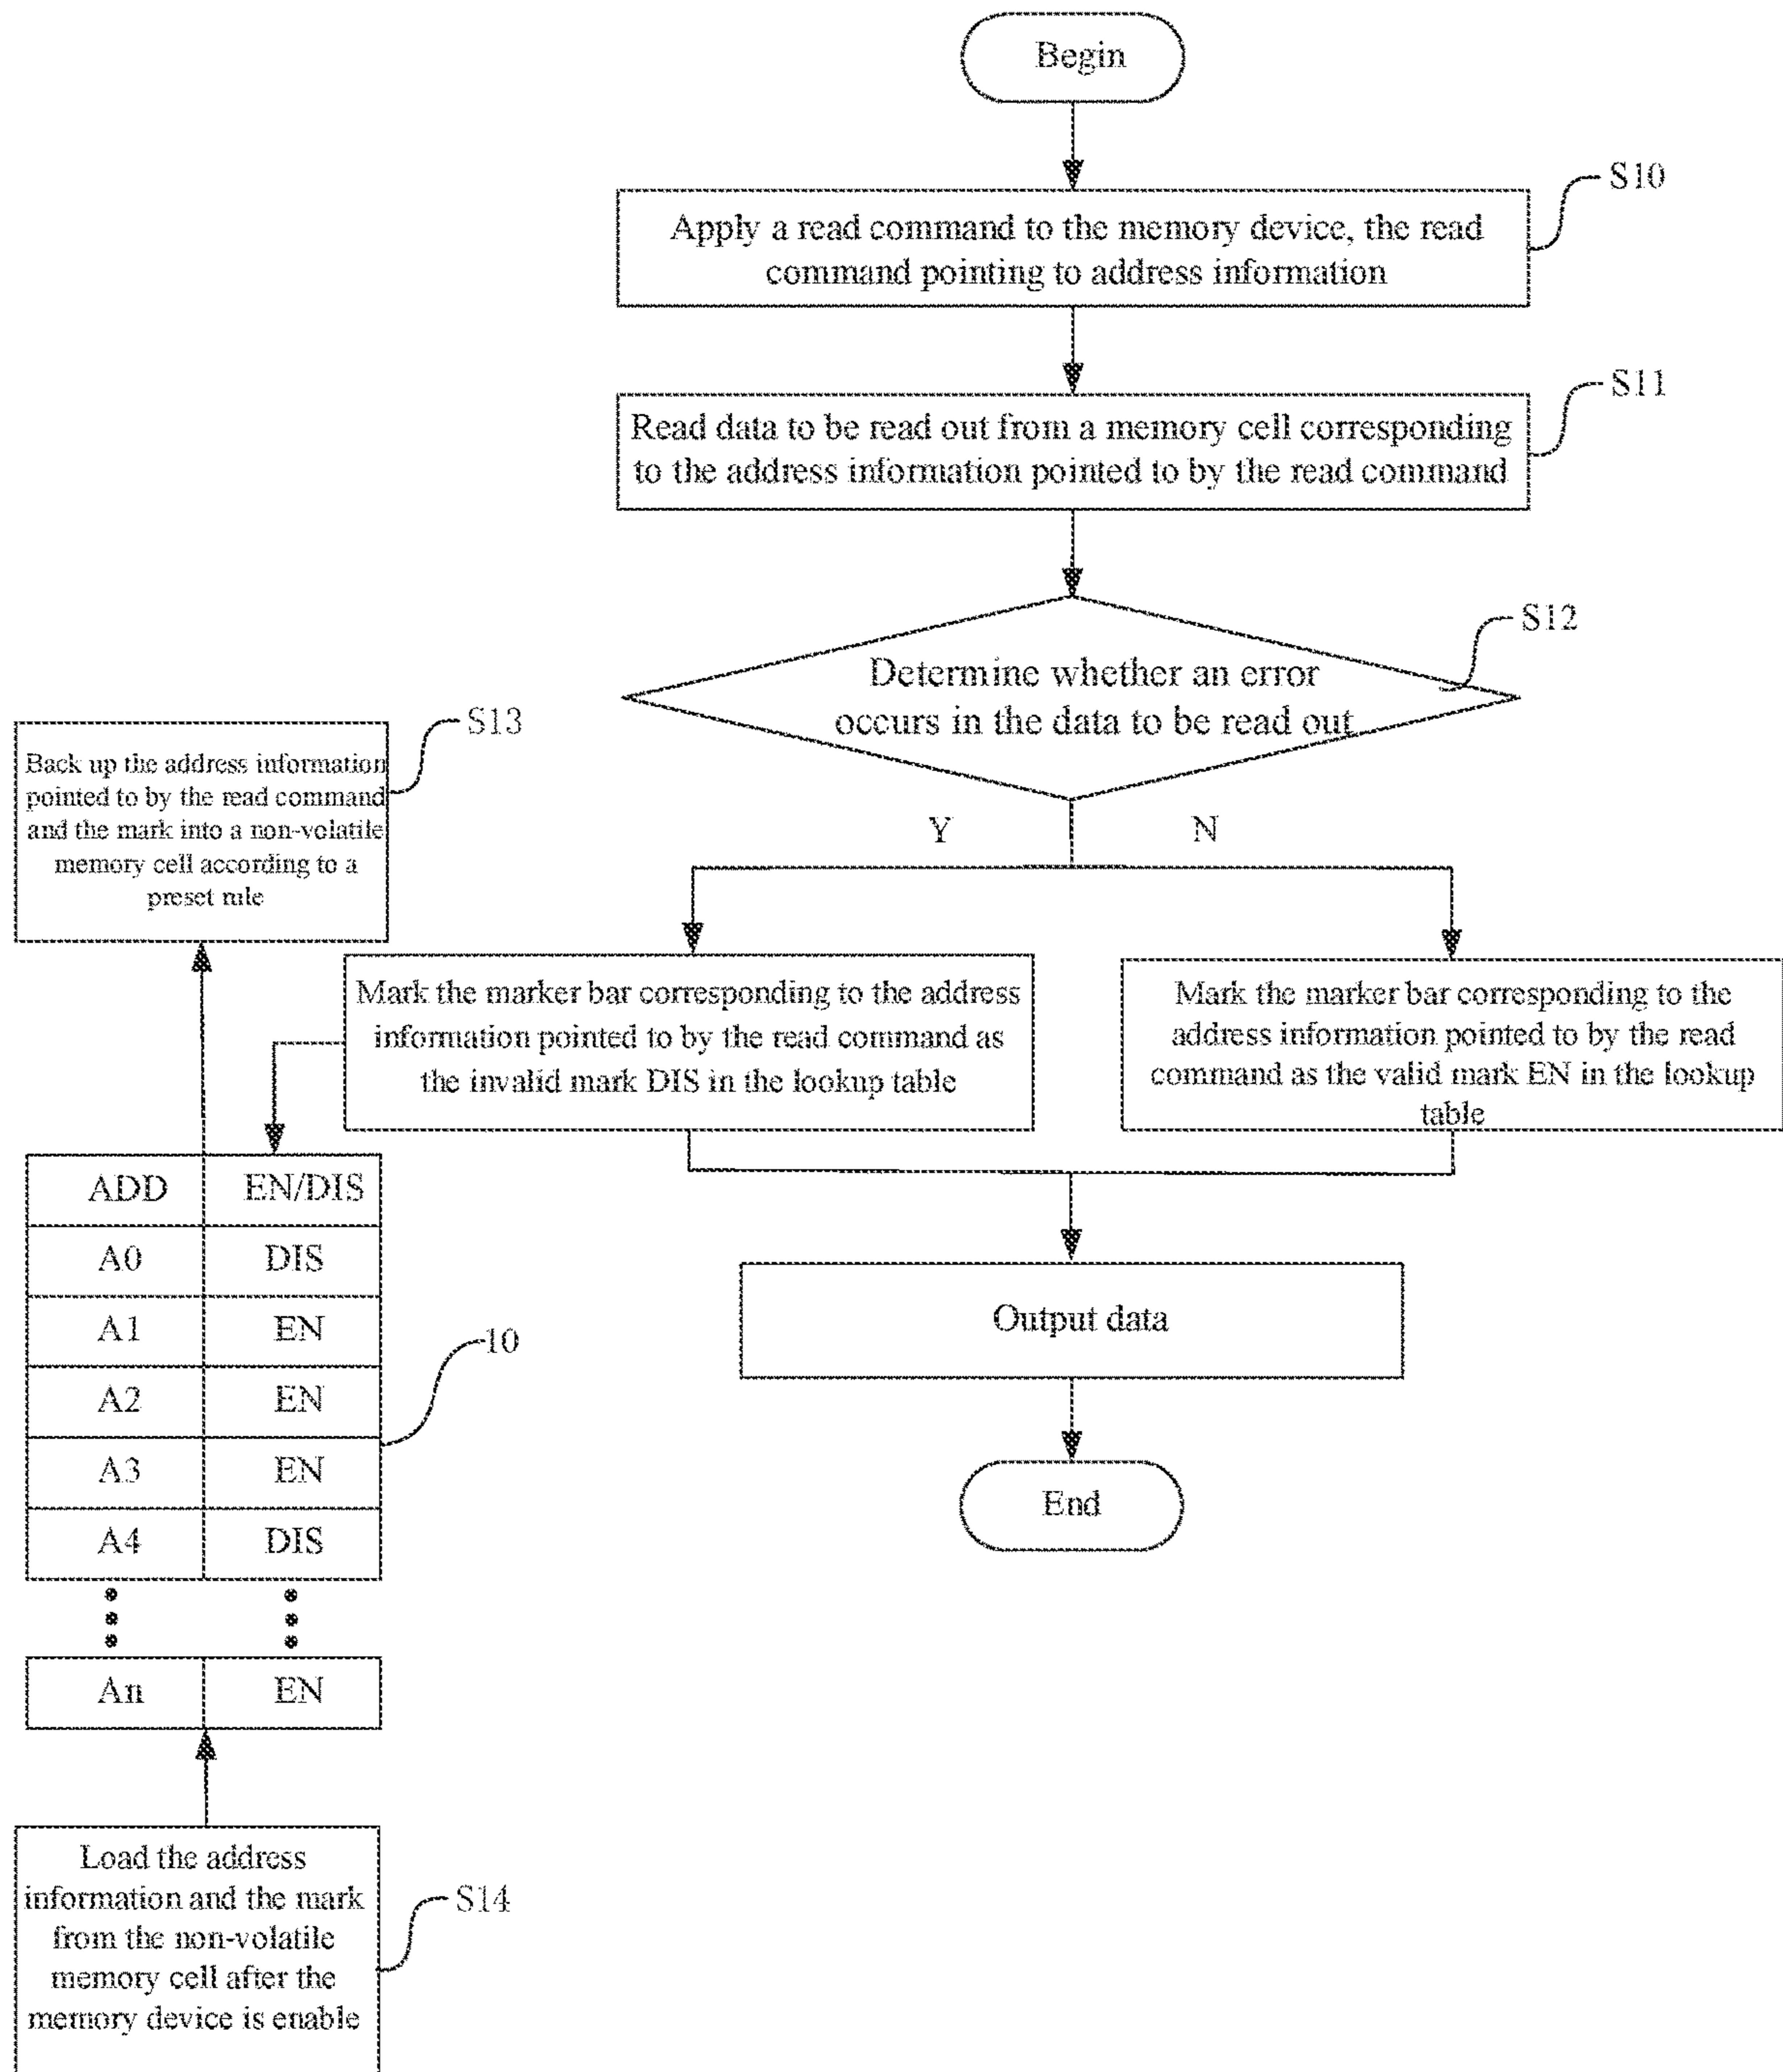 Begin
S10
Apply a read command to the memory device, the read
command pointing to address information
S11
Read data to be read out from a memory cell corresponding
to the address information pointed to by the read command
S12
Determine whether an error
occurs in the data to be read out
S13
Back up the address information
pointed to by the read command
and the mark into a non-volatile
memory cell according to a
preset rule
Y N
Mark the marker bar corresponding to the address
information pointed to by the read command as
the invalid mark DIS in the lookup table
Mark the marker bar corresponding to the
address information pointed to by the read
command as the valid mark EN in the lookup
table
ADD EN/DIS
A0 DIS
A1 EN
A2 EN
A3 EN
A4 DIS
An EN
10
Output data
End
Load the address
information and the mark
from the non-volatile
memory cell after the
memory device is enable
S14